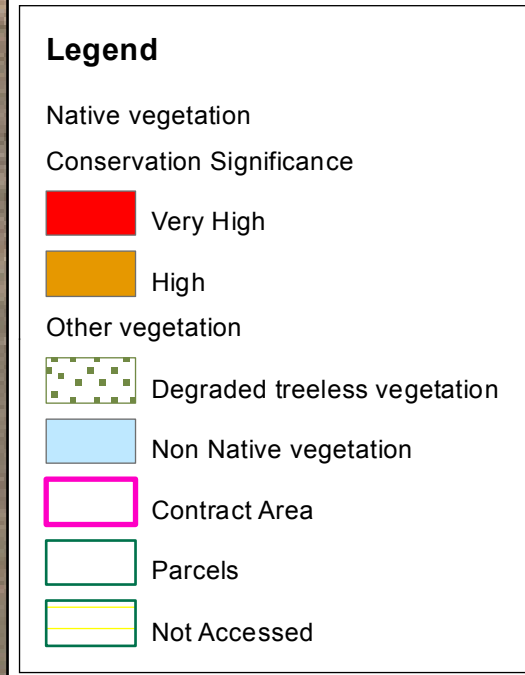 Legend
Native vegetation
Conservation Significance
Very High
High
Other vegetation
Degraded treeless vegetation
Non Native vegetation
Contract Area
Parcels
Not Accessed